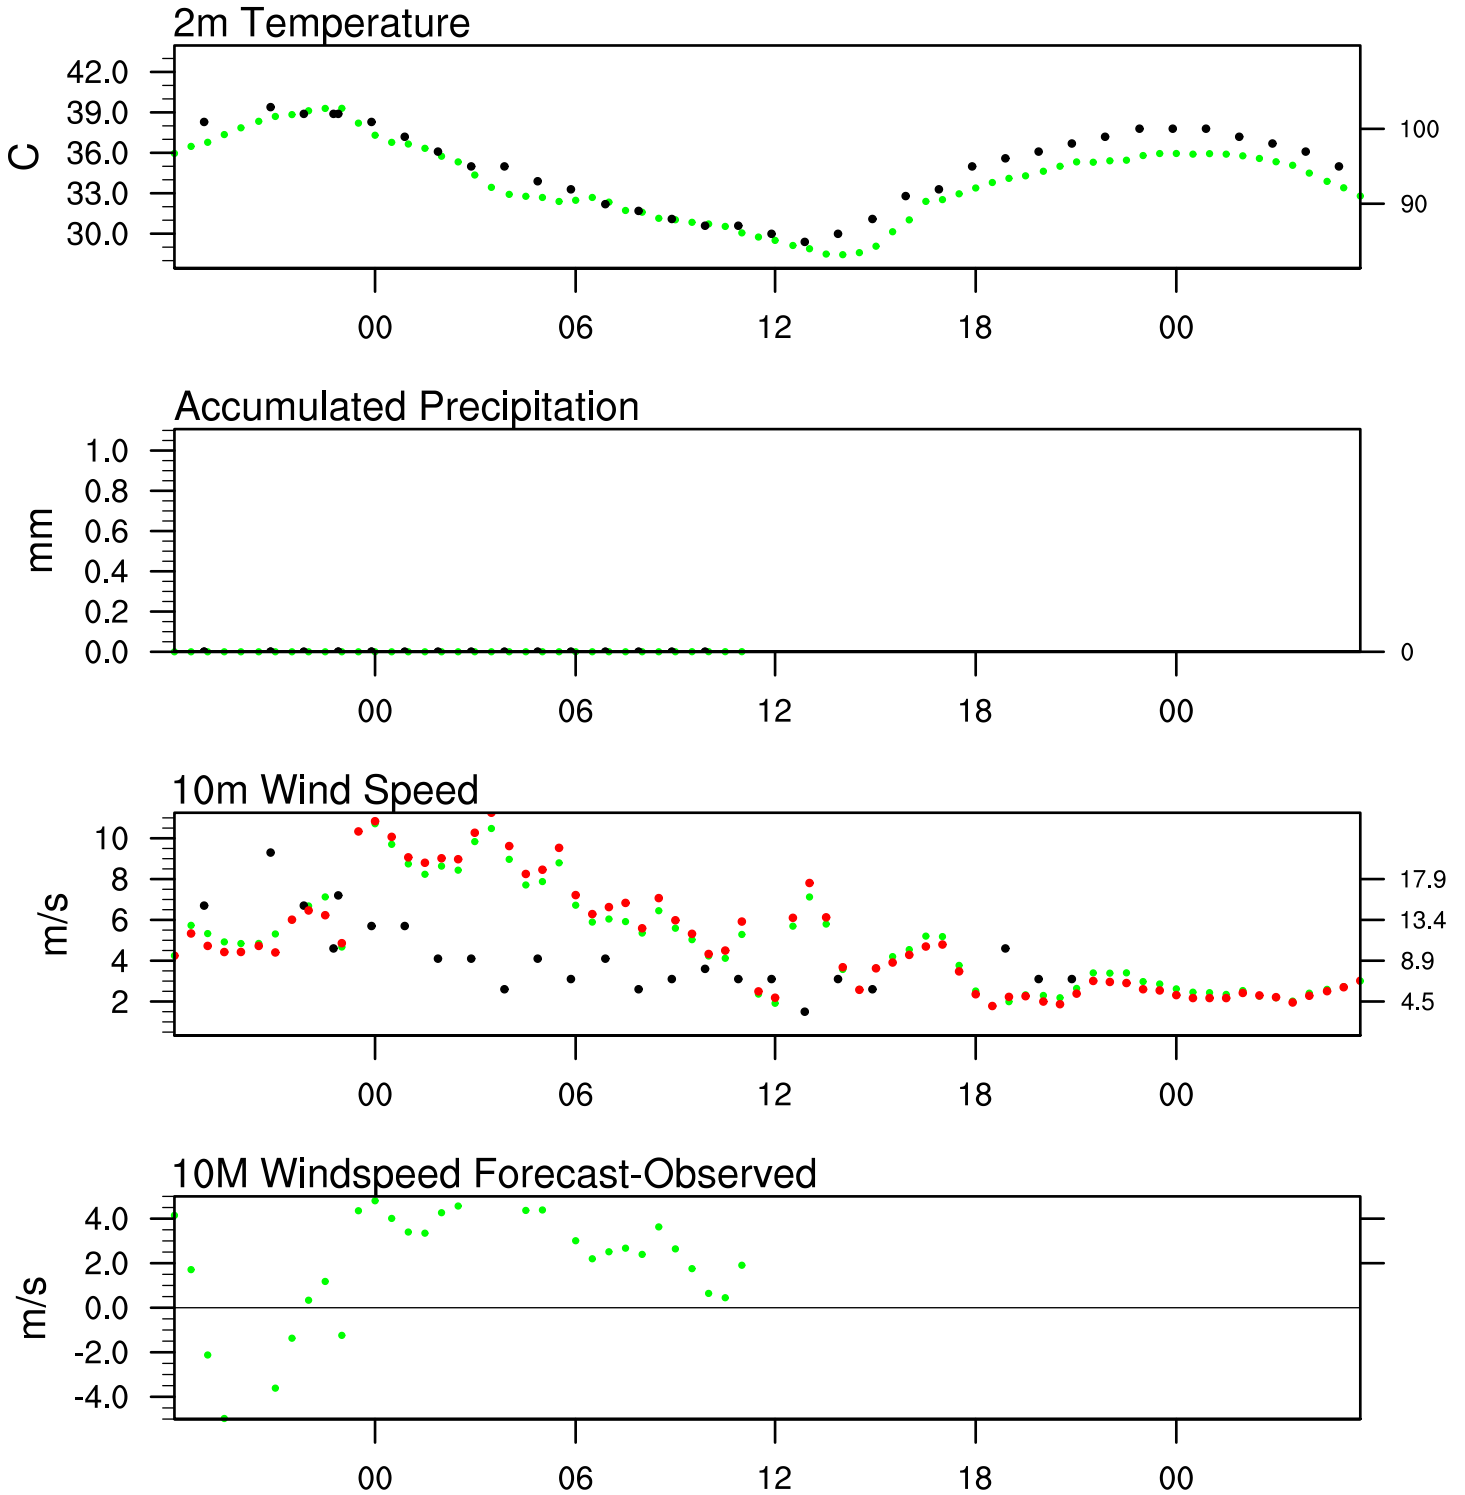 2m Temperature
42.0
39.0
36.0
33.0
30.0
C
100
90
00 06 12 18 00
Accumulated Precipitation
1.0
0.8
0.6
0.4
0.2
0.0
mm
0
00 06 12 18 00
10m Wind Speed
10
8
6
4
2
m/s
17.9
13.4
8.9
4.5
00 06 12 18 00
10M Windspeed Forecast-Observed
4.0
2.0
0.0
-2.0
-4.0
m/s
00 06 12 18 00